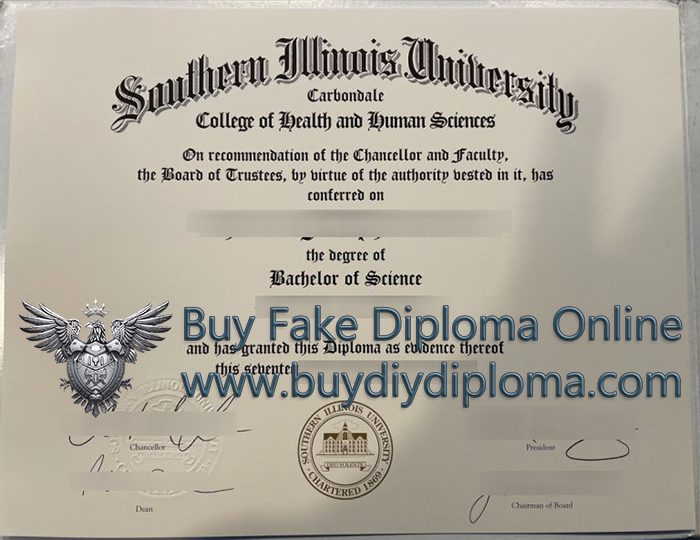 Southern Illinois University
Carbondale
College of Health and Human Sciences
On recommendation of the Chancellor and Faculty,
the Board of Trustees, by virtue of the authority vested in it, has
conferred on
the degree of
Bachelor of Science
Buy Fake Diploma Online
and has granted this Diploma as evidence thereof
this
www.buydiydiploma.com
SOUTHERN ILLINOIS UNIVERSITY
DEO VOLENTE
CHARTERED 1869
Chancellor
President
Dean
Chairman of Board